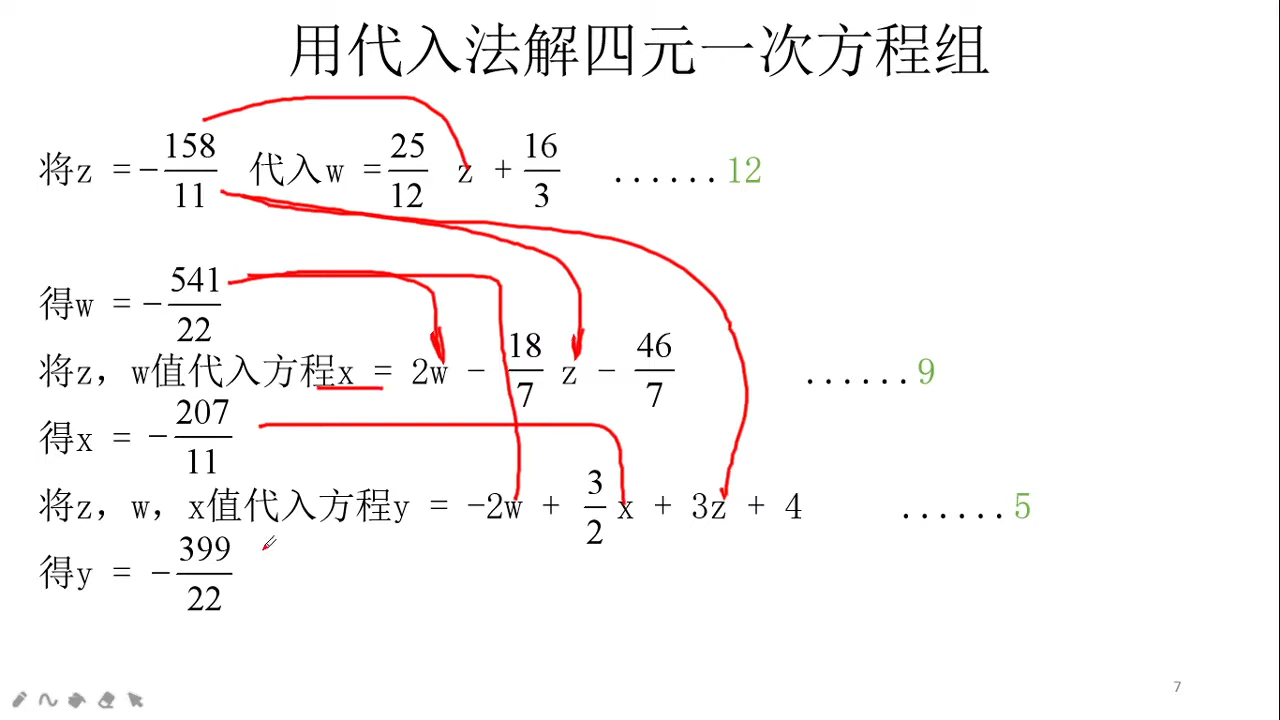 用代入法解四元一次方程组
将z = -158/11 代入w = 25/12 z + 16/3 ......12
得w = -541/22
将z, w值代入方程x = 2w - 18/7 z - 46/7 ......9
得x = -207/11
将z, w, x值代入方程y = -2w + 3/2 x + 3z + 4 ......5
得y = -399/22
7